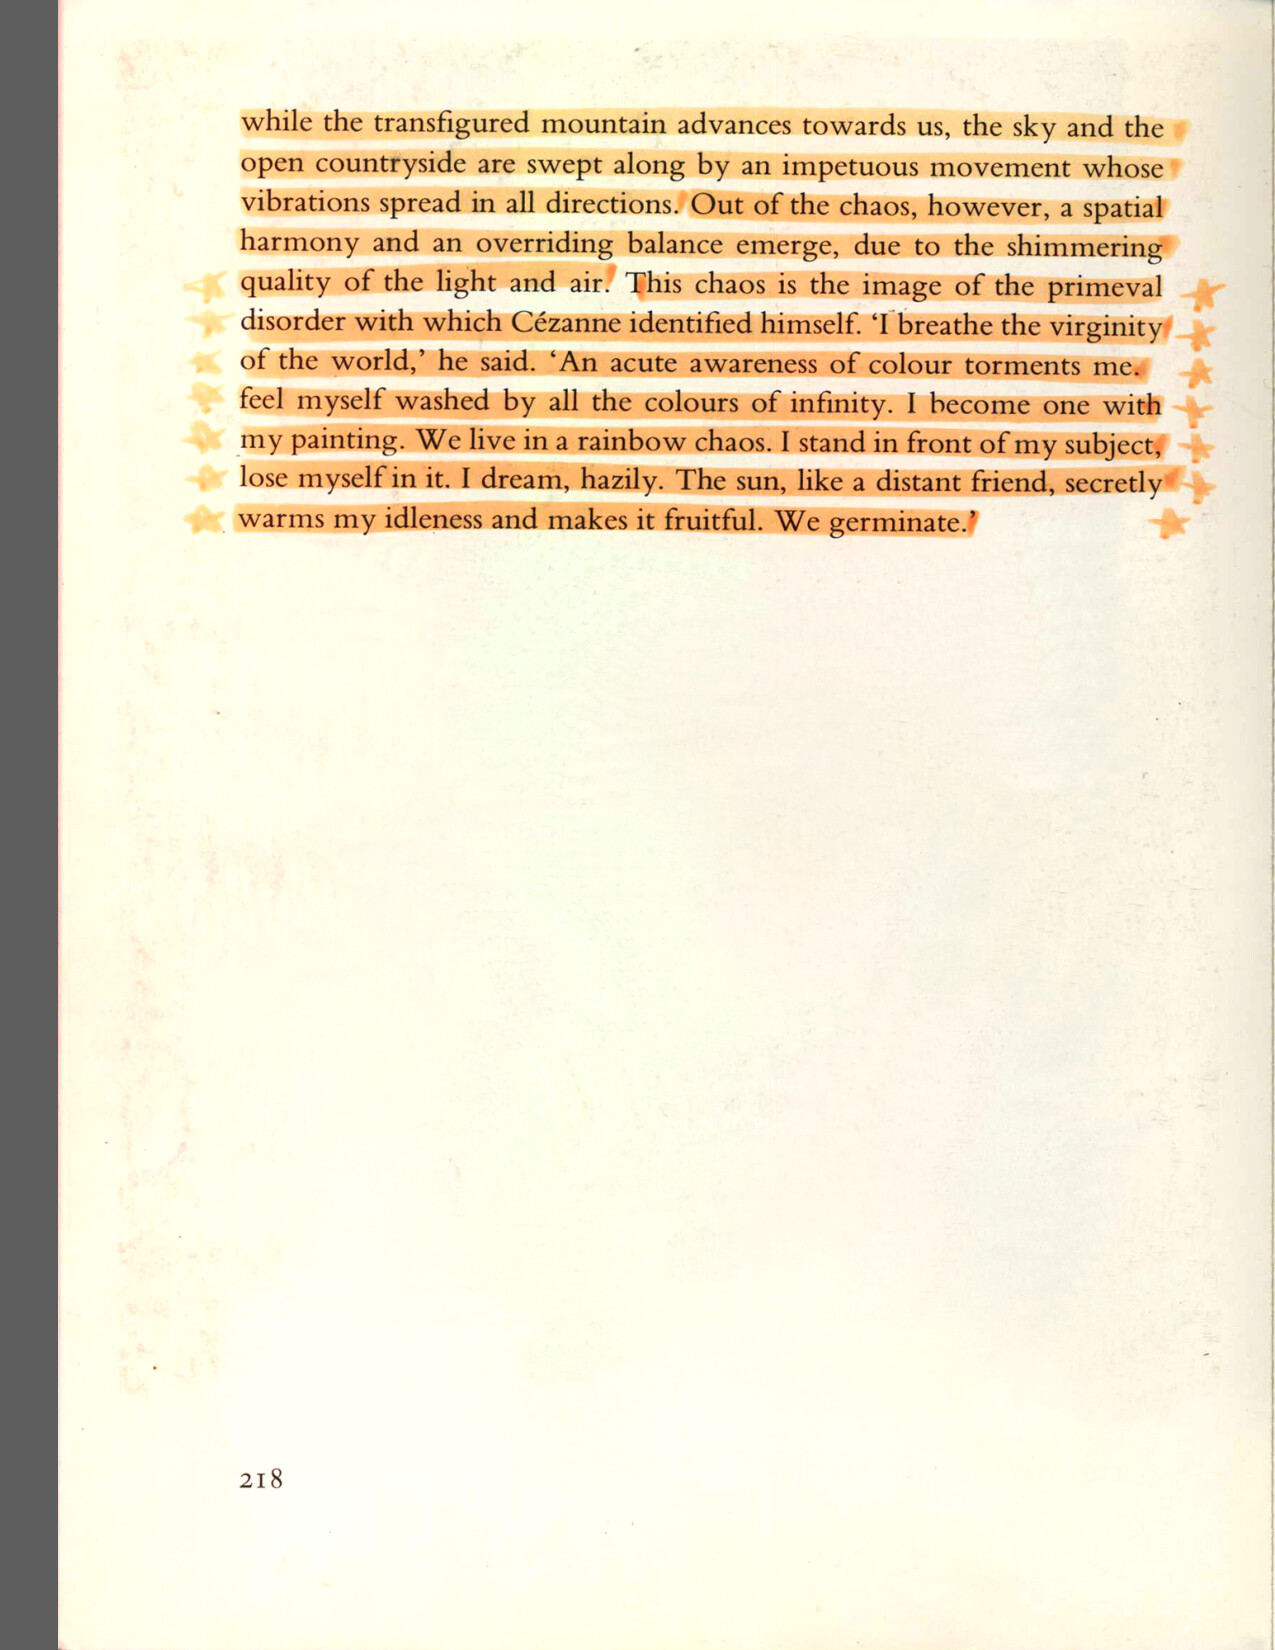 while the transfigured mountain advances towards us, the sky and the
open countryside are swept along by an impetuous movement whose
vibrations spread in all directions. Out of the chaos, however, a spatial
harmony and an overriding balance emerge, due to the shimmering
quality of the light and air. This chaos is the image of the primeval
disorder with which Cézanne identified himself. ‘I breathe the virginity
of the world,’ he said. ‘An acute awareness of colour torments me.
feel myself washed by all the colours of infinity. I become one with
my painting. We live in a rainbow chaos. I stand in front of my subject,
lose myself in it. I dream, hazily. The sun, like a distant friend, secretly
warms my idleness and makes it fruitful. We germinate.’
218